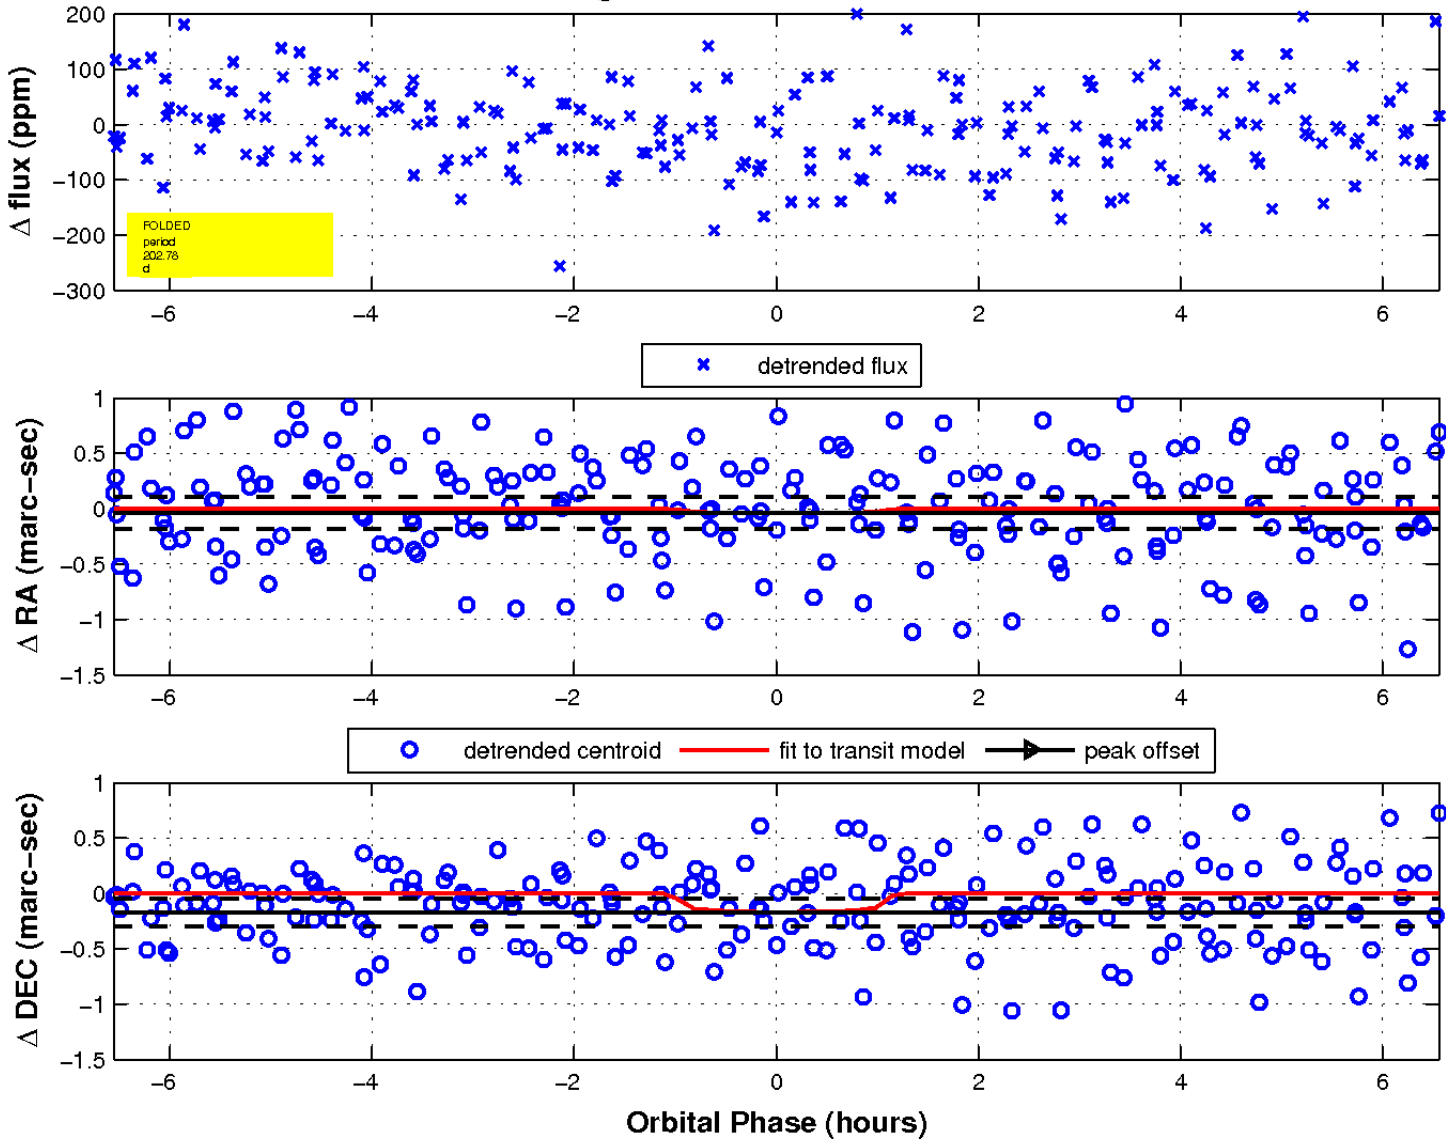 200
100
0
−100
−200
−300
Δ flux (ppm)
FOLDED
period
202.78
d
−6 −4 −2 0 2 4 6
detrended flux
1
0.5
0
−0.5
−1
−1.5
Δ RA (marc−sec)
−6 −4 −2 0 2 4 6
detrended centroid fit to transit model peak offset
1
0.5
0
−0.5
−1
−1.5
Δ DEC (marc−sec)
−6 −4 −2 0 2 4 6
Orbital Phase (hours)